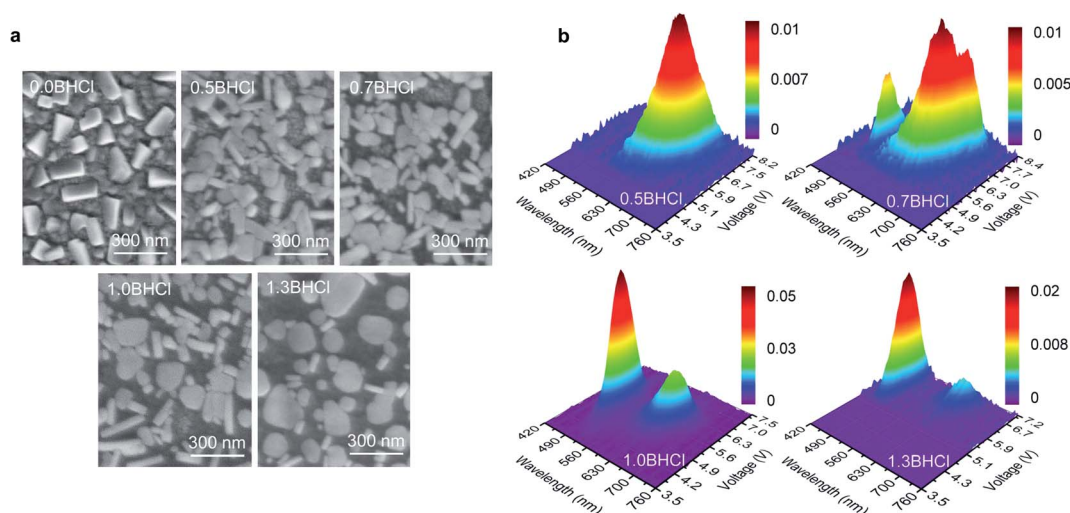 a
0.0BHCl
300 nm
0.5BHCl
300 nm
0.7BHCl
300 nm
1.0BHCl
300 nm
1.3BHCl
300 nm
b
0.01
0.007
0
420
490
560
630
700
760
Wavelength (nm)
3.5
4.3
5.1
5.9
6.7
7.5
8.2
Voltage (V)
0.5BHCl
0.01
0.005
0
420
490
560
630
700
760
Wavelength (nm)
3.5
4.2
4.9
5.6
6.3
7.0
7.7
8.4
Voltage (V)
0.7BHCl
0.05
0.03
0
420
490
560
630
700
760
Wavelength (nm)
3.5
4.2
4.9
5.6
6.3
7.0
7.5
Voltage (V)
1.0BHCl
0.02
0.008
0
420
490
560
630
700
760
Wavelength (nm)
3.5
4.3
5.1
5.9
6.7
7.2
Voltage (V)
1.3BHCl